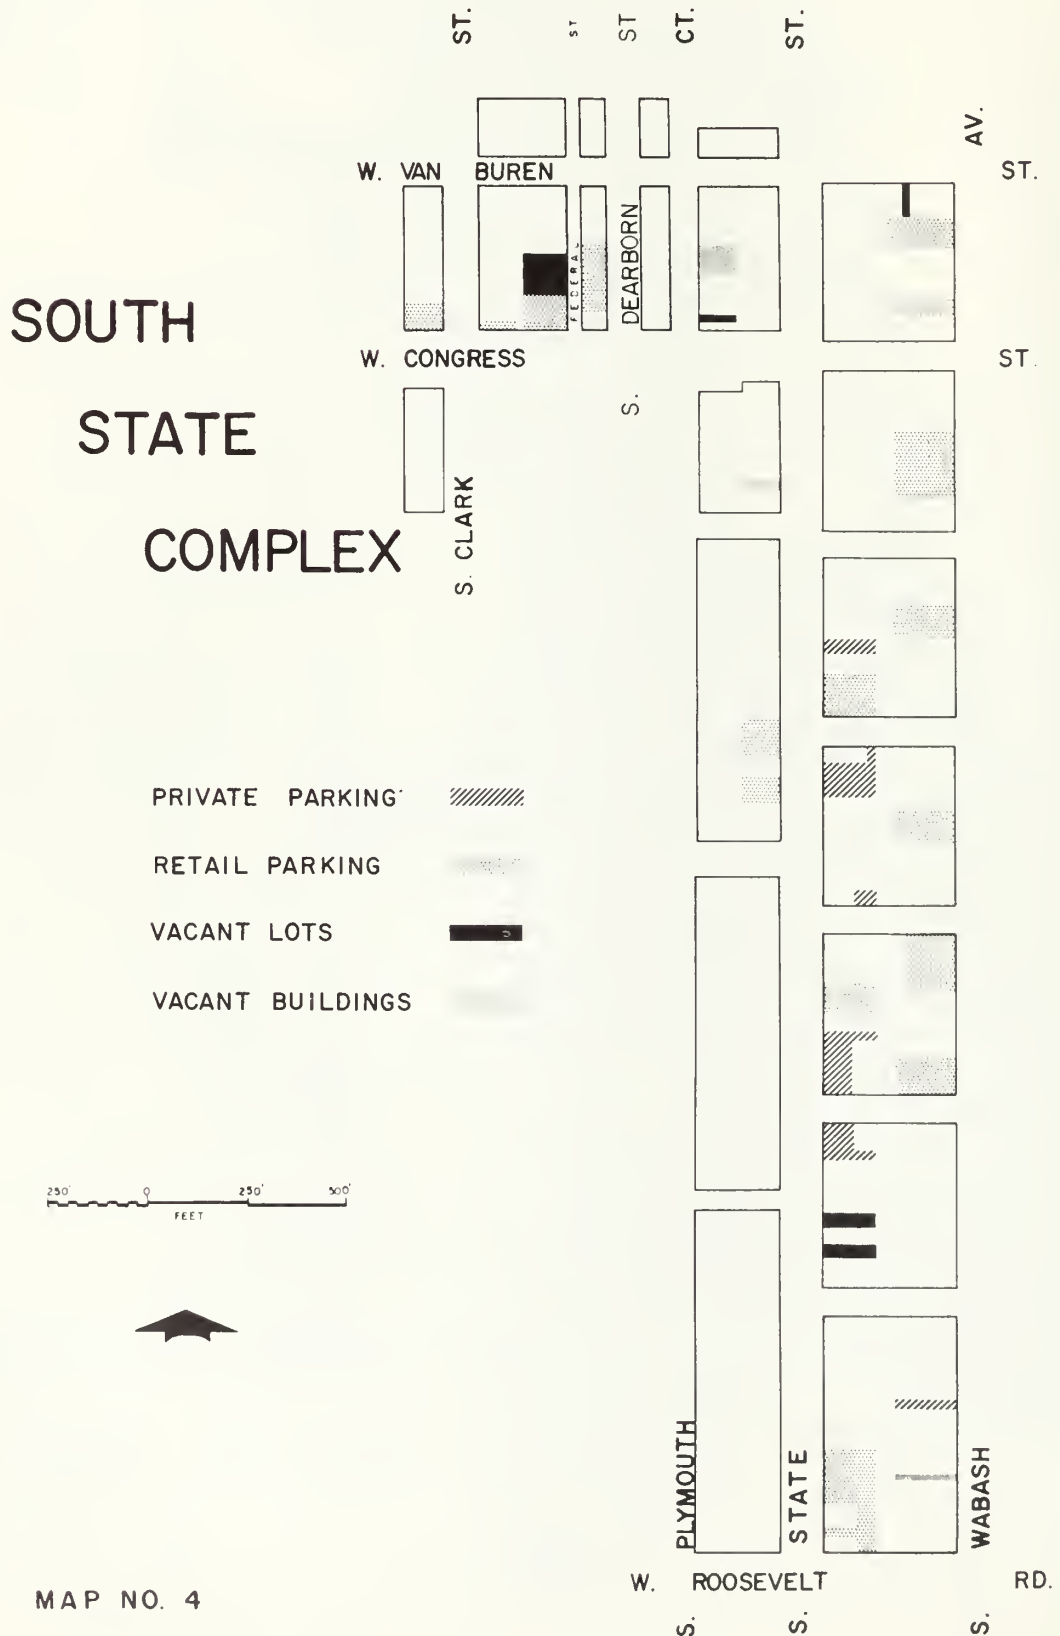 ST.
ST
ST
CT.
ST.
AV.
W. VAN BUREN ST.
FEDERAL
DEARBORN
SOUTH
STATE
COMPLEX
W. CONGRESS ST.
S.
S. CLARK
PRIVATE PARKING
RETAIL PARKING
VACANT LOTS
VACANT BUILDINGS
250' 0 250' 500'
FEET
PLYMOUTH
STATE
WABASH
W. ROOSEVELT RD.
MAP NO. 4
S.
S.
S.